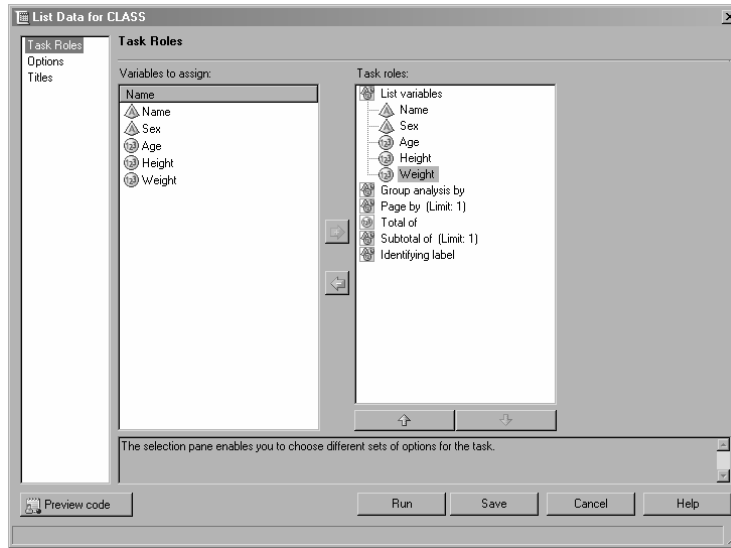 List Data for CLASS
Task Roles
Options
Titles
Task Roles
Variables to assign:
Name
Name
Sex
Age
Height
Weight
Task roles:
List variables
Name
Sex
Age
Height
Weight
Group analysis by
Page by (Limit: 1)
Total of
Subtotal of (Limit: 1)
Identifying label
The selection pane enables you to choose different sets of options for the task.
Preview code
Run
Save
Cancel
Help